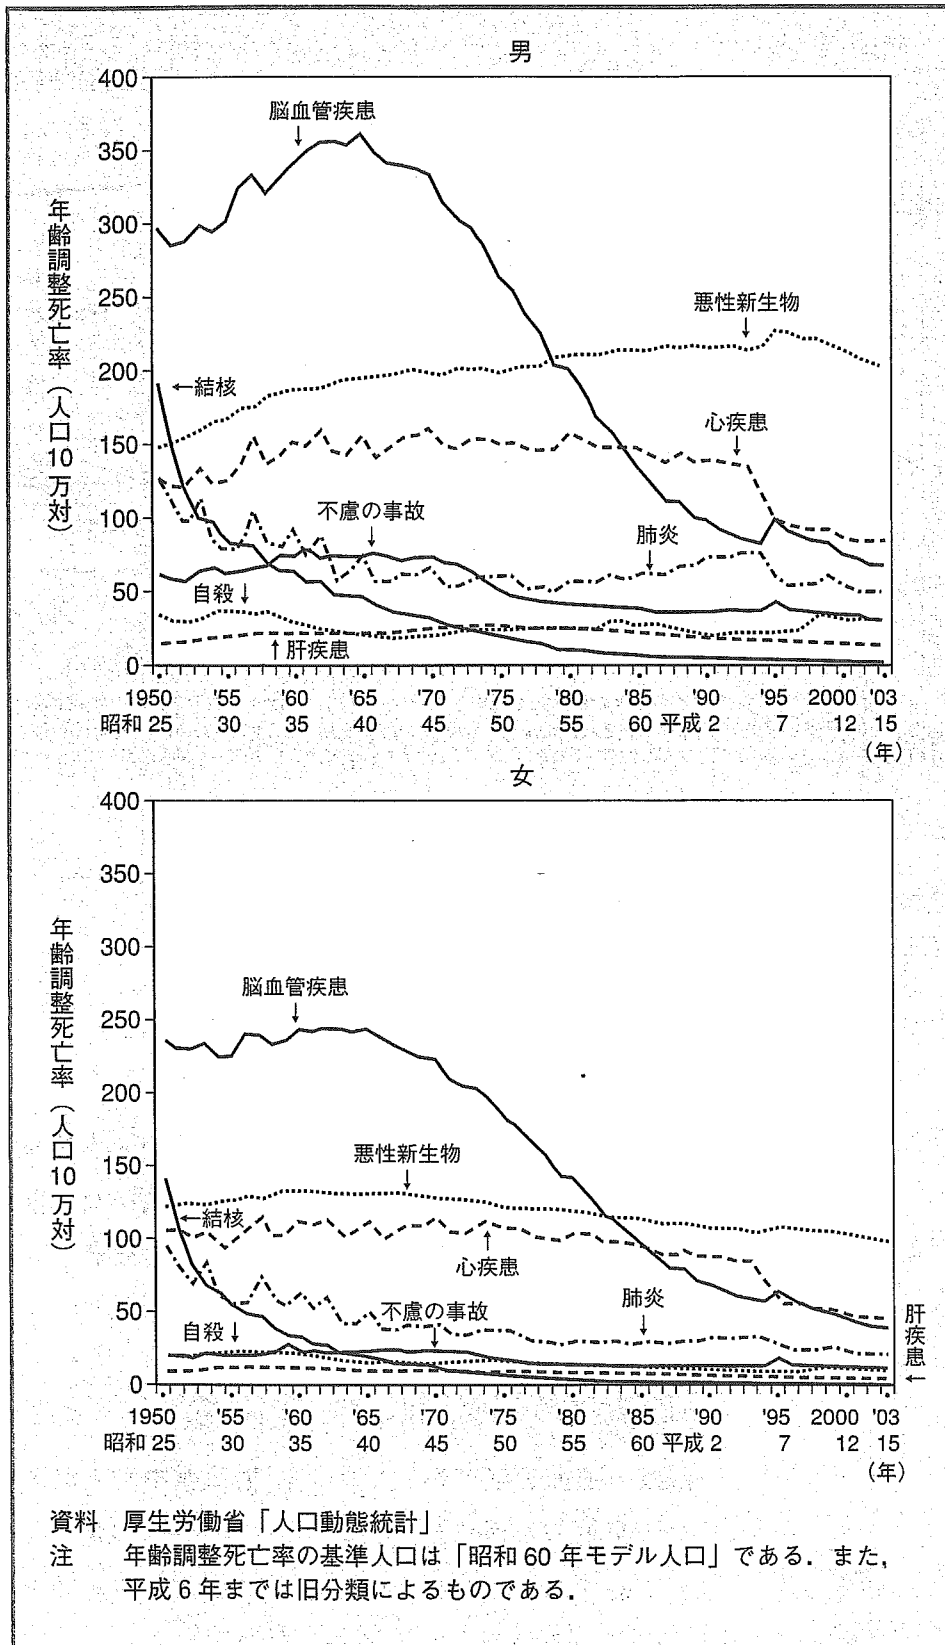 男
年齢調整死亡率（人口10万対）
400
350
300
250
200
150
100
50
0
脳血管疾患
↓
悪性新生物
↓
←結核
心疾患
↓
不慮の事故
↓
肺炎
↓
自殺↓
↑肝疾患
1950 '55 '60 '65 '70 '75 '80 '85 '90 '95 2000 '03
昭和 25 30 35 40 45 50 55 60 平成 2 7 12 15
(年)
女
年齢調整死亡率（人口10万対）
400
350
300
250
200
150
100
50
0
脳血管疾患
↓
悪性新生物
↓
←結核
↑
心疾患
不慮の事故
↓
肺炎
↓
自殺↓
肝疾患
←
1950 '55 '60 '65 '70 '75 '80 '85 '90 '95 2000 '03
昭和 25 30 35 40 45 50 55 60 平成 2 7 12 15
(年)
資料 厚生労働省「人口動態統計」
注 年齢調整死亡率の基準人口は「昭和 60 年モデル人口」である．また，
平成 6 年までは旧分類によるものである．